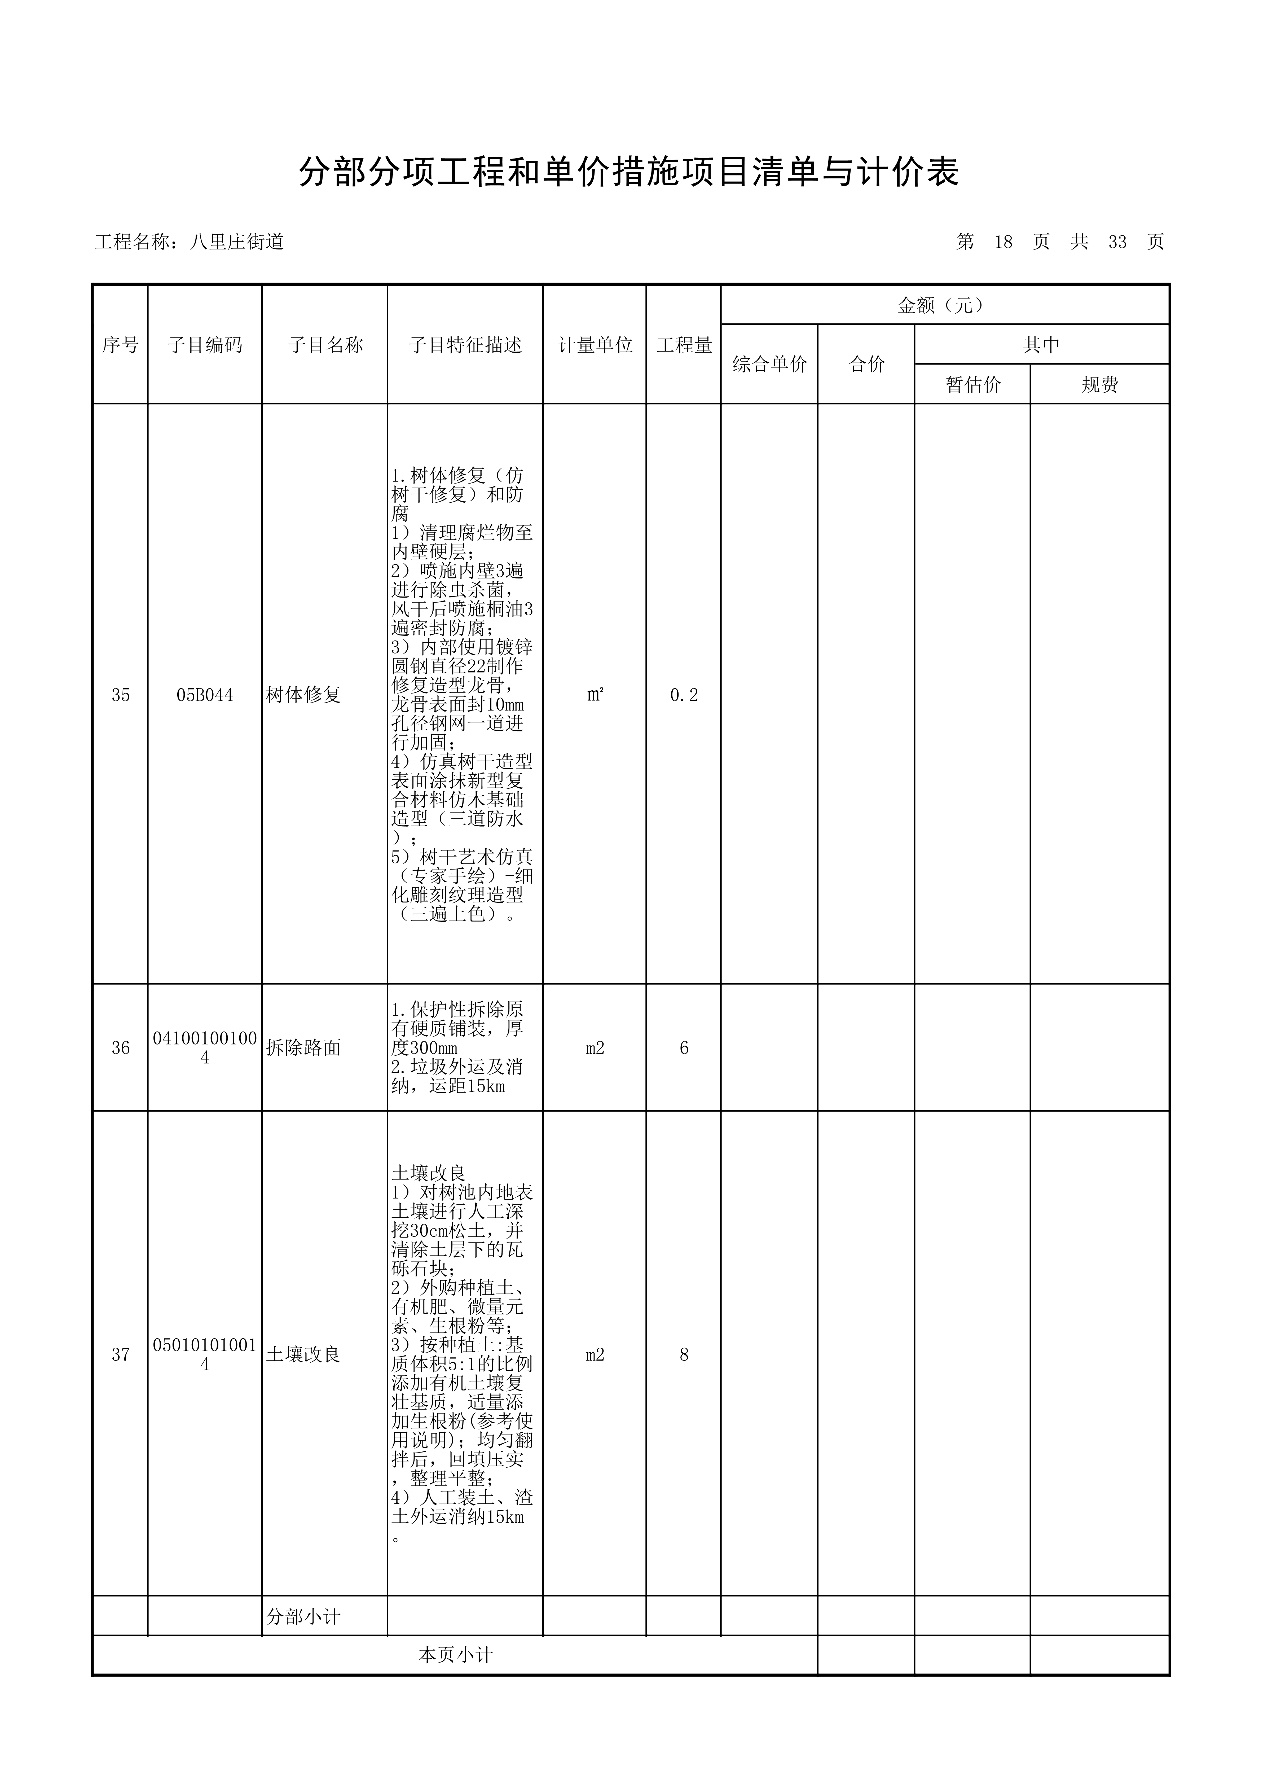 分部分项工程和单价措施项目清单与计价表
工程名称：八里庄街道
第 18 页 共 33 页
序号
子目编码
子目名称
子目特征描述
计量单位
工程量
金额（元）
综合单价
合价
其中
暂估价
规费
35
05B044
树体修复
1.树体修复（仿
树干修复）和防
腐
1）清理腐烂物至
内壁硬层；
2）喷施内壁3遍
进行除虫杀菌，
风干后喷施桐油3
遍密封防腐；
3）内部使用镀锌
圆钢直径22制作
修复造型龙骨，
龙骨表面封10mm
孔径钢网一道进
行加固；
4）仿真树干造型
表面涂抹新型复
合材料仿木基础
造型（三道防水
）；
5）树干艺术仿真
（专家手绘）-细
化雕刻纹理造型
（三遍上色）。
m²
0.2
36
04100100100
4
拆除路面
1.保护性拆除原
有硬质铺装，厚
度300mm
2.垃圾外运及消
纳，运距15km
m2
6
37
05010101001
4
土壤改良
土壤改良
1）对树池内地表
土壤进行人工深
挖30cm松土，并
清除土层下的瓦
砾石块；
2）外购种植土、
有机肥、微量元
素、生根粉等；
3）按种植土:基
质体积5:1的比例
添加有机土壤复
壮基质，适量添
加生根粉(参考使
用说明)；均匀翻
拌后，回填压实
，整理平整；
4）人工装土、渣
土外运消纳15km
。
m2
8
分部小计
本页小计